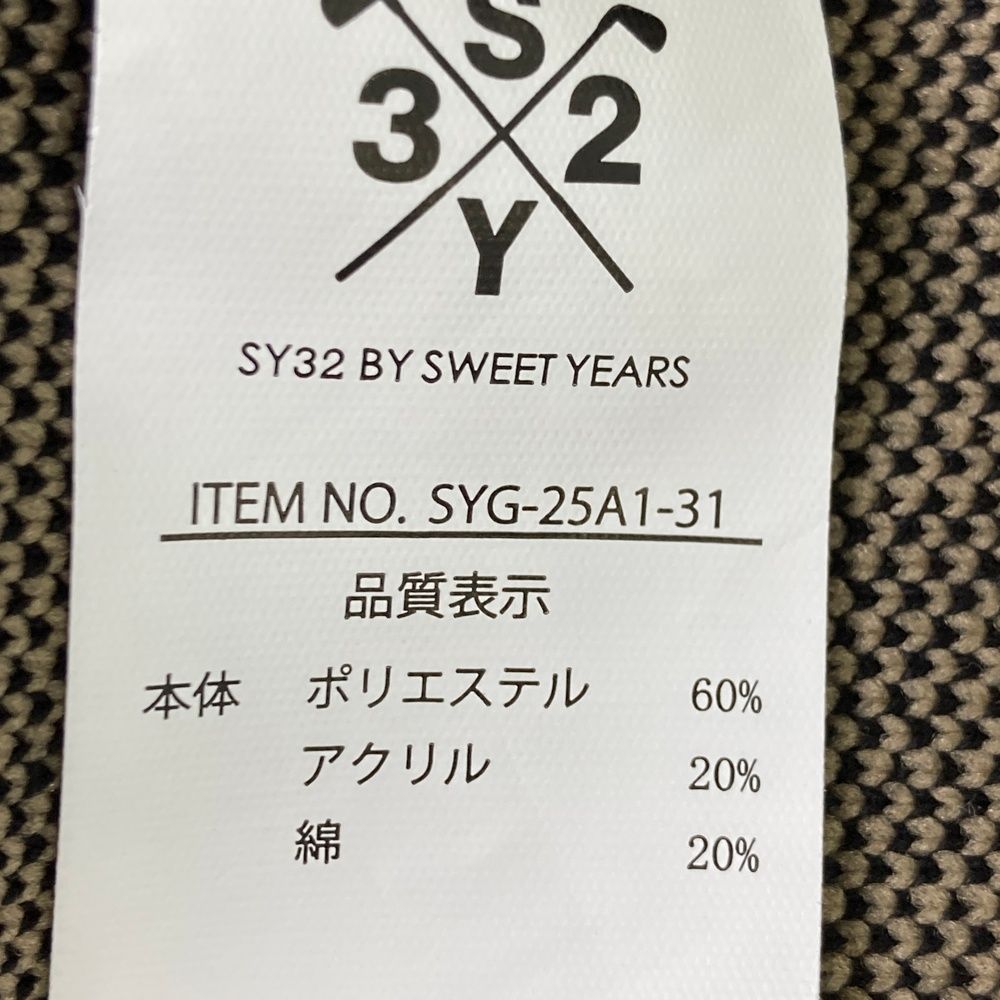 S
3 2
Y
SY32 BY SWEET YEARS
ITEM NO. SYG-25A1-31
品質表示
本体 ポリエステル 60%
アクリル 20%
綿 20%